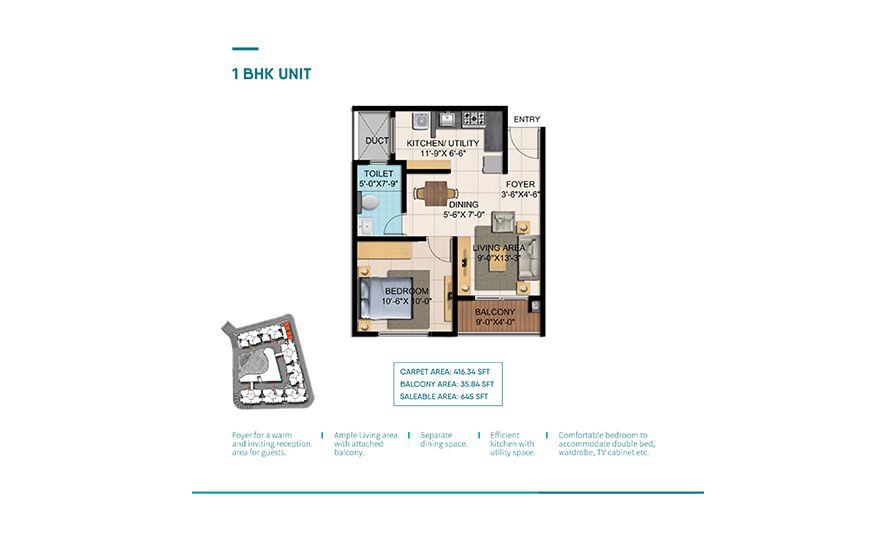 1 BHK UNIT
ENTRY
DUCT
KITCHEN/ UTILITY
11'-9"X 6'-6"
TOILET
5'-0"X7'-9"
FOYER
3'-6"X4'-6"
DINING
5'-6"X 7'-0"
LIVING AREA
9'-0"X13'-3"
BEDROOM
10'-6"X 10'-0"
BALCONY
9'-0"X4'-0"
CARPET AREA: 416.34 SFT
BALCONY AREA: 35.84 SFT
SALEABLE AREA: 645 SFT
Foyer for a warm
and inviting reception
area for guests.
Ample Living area
with attached
balcony.
Separate
dining space.
Efficient
kitchen with
utility space.
Comfortable bedroom to
accommodate double bed,
wardrobe, TV cabinet etc.